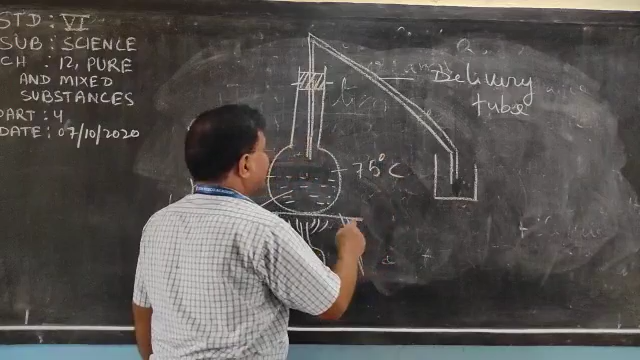 STD : VI
SUB : SCIENCE
CH : 12, PURE
AND MIXED
SUBSTANCES
PART : 4
DATE : 07/10/2020
Delivery
tube
75°C